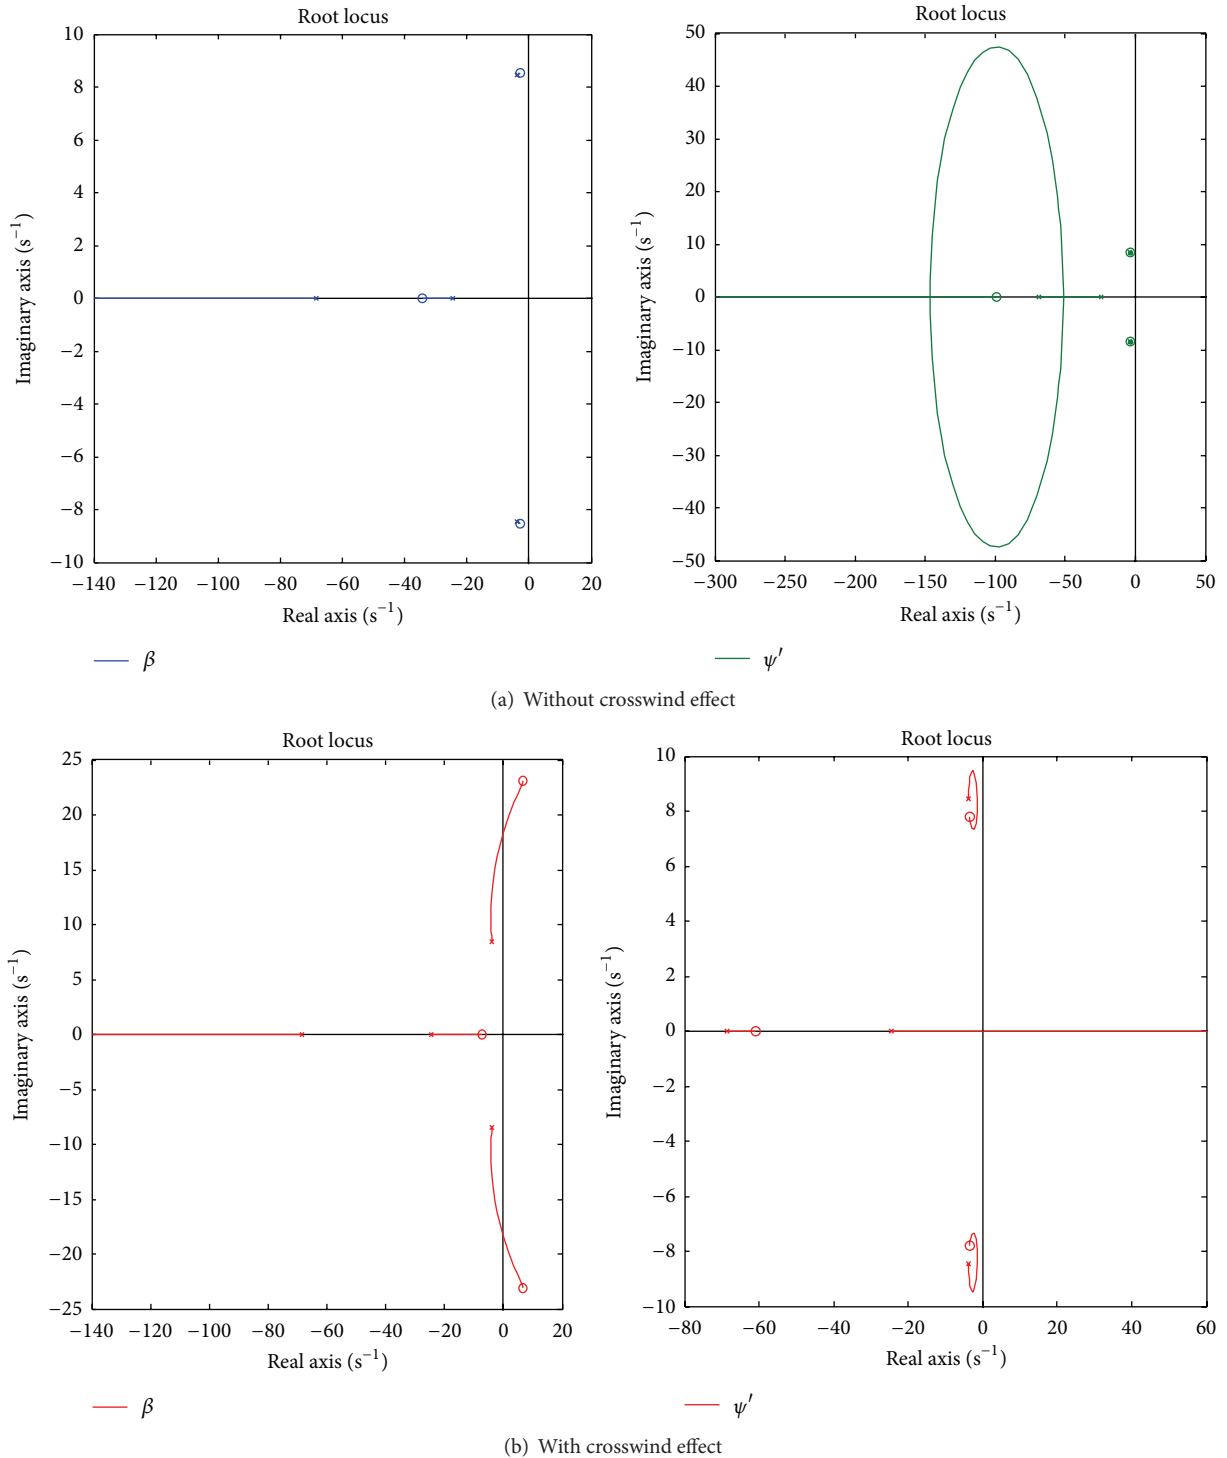 Root locus
10
8
6
4
2
0
−2
−4
−6
−8
−10
Imaginary axis (s−1)
−140 −120 −100 −80 −60 −40 −20 0 20
Real axis (s−1)
β
Root locus
50
40
30
20
10
0
−10
−20
−30
−40
−50
Imaginary axis (s−1)
−300 −250 −200 −150 −100 −50 0 50
Real axis (s−1)
ψ′
(a) Without crosswind effect
Root locus
25
20
15
10
5
0
−5
−10
−15
−20
−25
Imaginary axis (s−1)
−140 −120 −100 −80 −60 −40 −20 0 20
Real axis (s−1)
β
Root locus
10
8
6
4
2
0
−2
−4
−6
−8
−10
Imaginary axis (s−1)
−80 −60 −40 −20 0 20 40 60
Real axis (s−1)
ψ′
(b) With crosswind effect